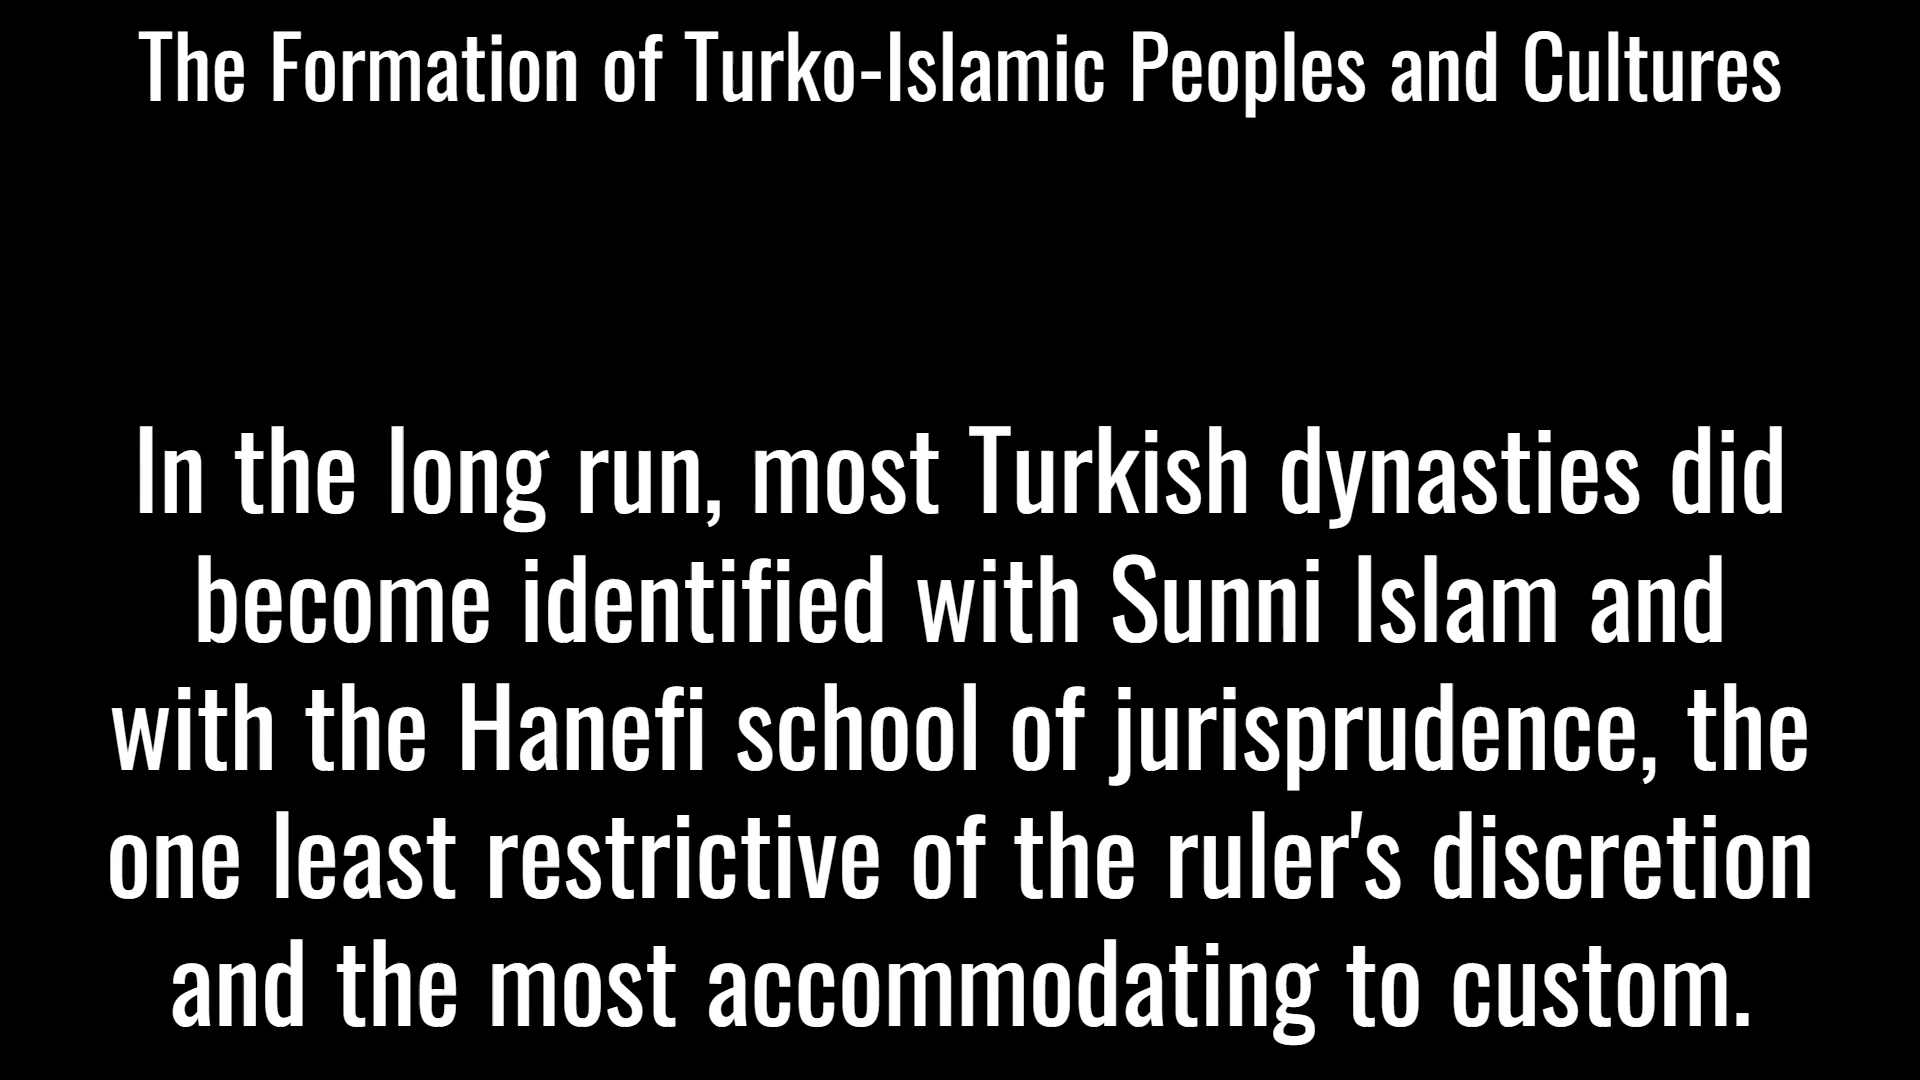 The Formation of Turko-Islamic Peoples and Cultures
In the long run, most Turkish dynasties did
become identified with Sunni Islam and
with the Hanefi school of jurisprudence, the
one least restrictive of the ruler's discretion
and the most accommodating to custom.